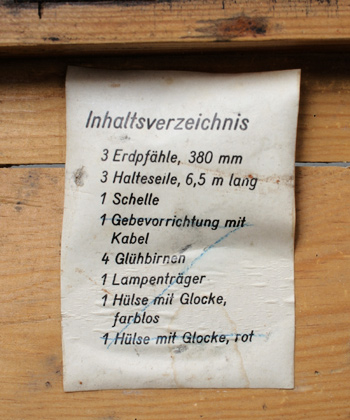 Inhaltsverzeichnis
3 Erdpfähle, 380 mm
3 Halteseile, 6,5 m lang
1 Schelle
1 Gebevorrichtung mit
Kabel
4 Glühbirnen
1 Lampenträger
1 Hülse mit Glocke,
farblos
1 Hülse mit Glocke, rot